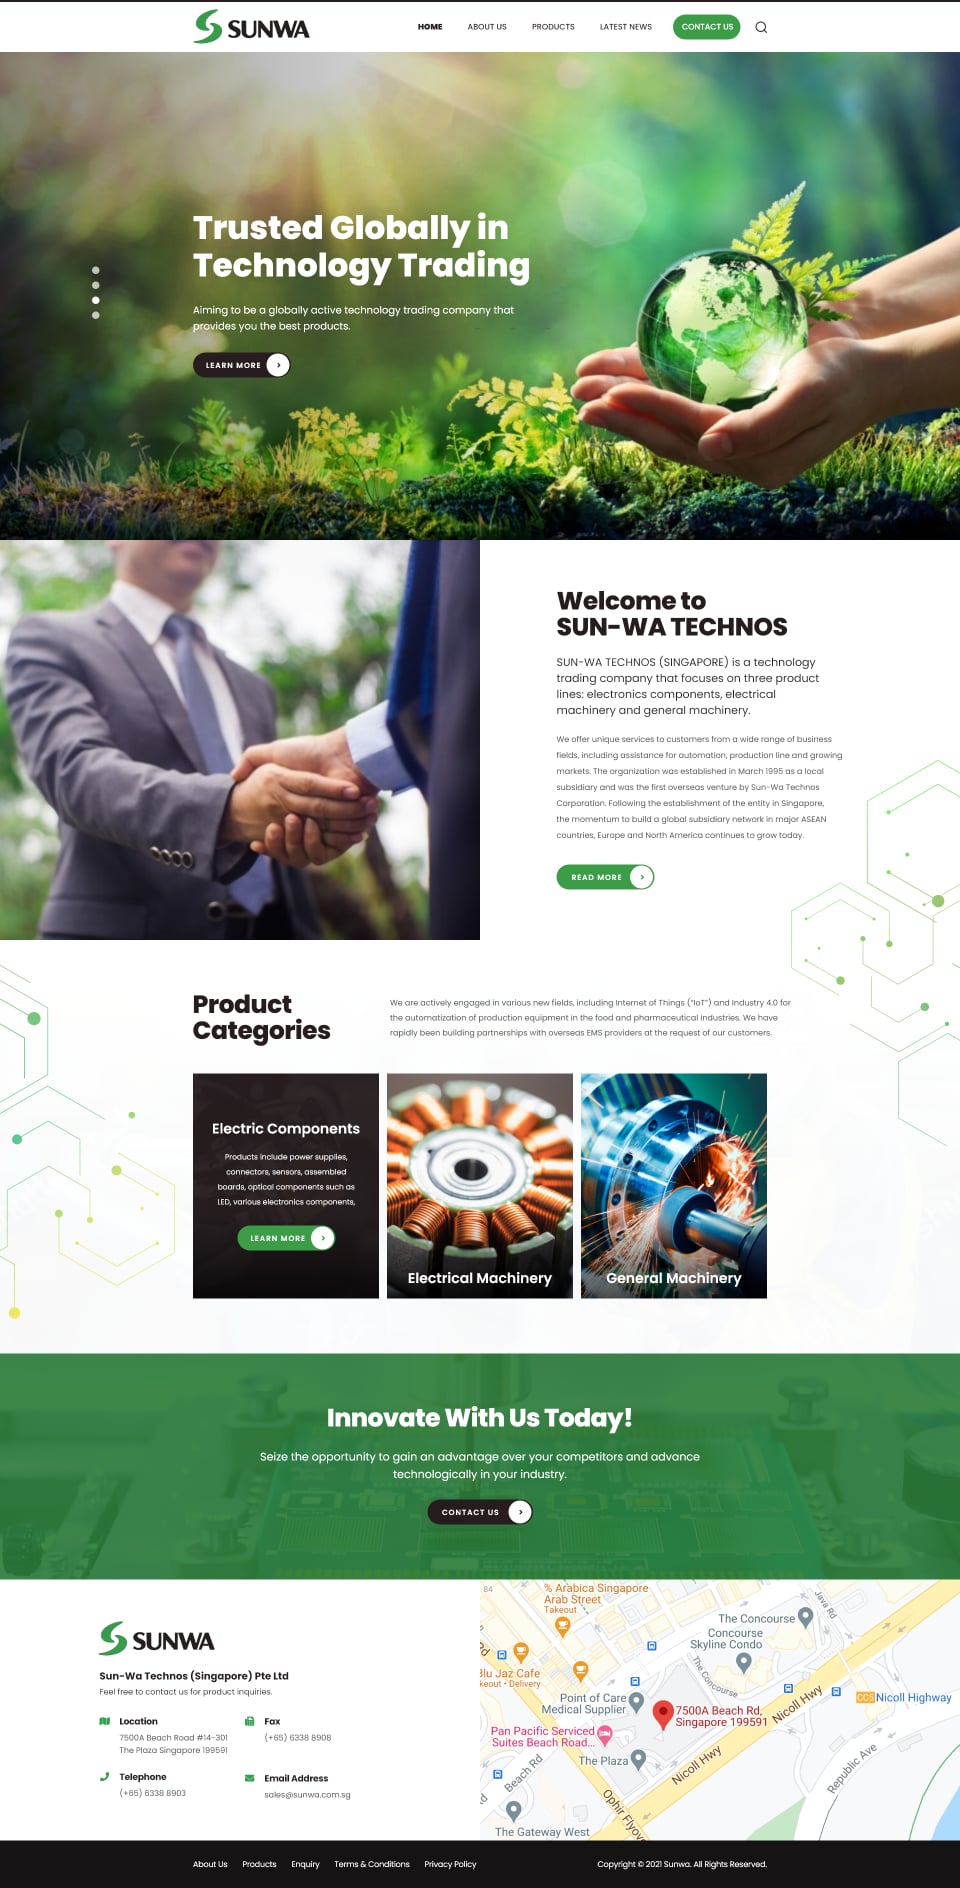 SUNWA
HOME ABOUT US PRODUCTS LATEST NEWS CONTACT US
Trusted Globally in
Technology Trading
Aiming to be a globally active technology trading company that
provides you the best products.
LEARN MORE
Welcome to
SUN-WA TECHNOS
SUN-WA TECHNOS (SINGAPORE) is a technology
trading company that focuses on three product
lines: electronics components, electrical
machinery and general machinery.
We offer unique services to customers from a wide range of business
fields, including assistance for automation, production line and growing
markets. The organization was established in March 1995 as a local
subsidiary and was the first overseas venture by Sun-Wa Technos
Corporation. Following the establishment of the entity in Singapore,
the momentum to build a global subsidiary network in major ASEAN
countries, Europe and North America continues to grow today.
READ MORE
Product
Categories
We are actively engaged in various new fields, including Internet of Things ("IoT") and Industry 4.0 for
the automatization of production equipment in the food and pharmaceutical industries. We have
rapidly been building partnerships with overseas EMS providers at the request of our customers.
Electric Components
Products include power supplies,
connectors, sensors, assembled
boards, optical components such as
LED, various electronics components,
LEARN MORE
Electrical Machinery
General Machinery
Innovate With Us Today!
Seize the opportunity to gain an advantage over your competitors and advance
technologically in your industry.
CONTACT US
SUNWA
Sun-Wa Technos (Singapore) Pte Ltd
Feel free to contact us for product inquiries.
Location
7500A Beach Road #14-301
The Plaza Singapore 199591
Fax
(+65) 6338 8908
Telephone
(+65) 6338 8903
Email Address
sales@sunwa.com.sg
84
% Arabica Singapore
Arab Street
Takeout
Java Rd
The Concourse
Concourse
Skyline Condo
The Concourse
Blu Jaz Cafe
keout • Delivery
Rd
Point of Care
Medical Supplier
7500A Beach Rd,
Singapore 199591
Nicoll Hwy
CC5 Nicoll Highway
Pan Pacific Serviced
Suites Beach Road...
The Plaza
Nicoll Hwy
Beach Rd
Republic Ave
Rd
Ophir Flyov
The Gateway West
About Us Products Enquiry Terms & Conditions Privacy Policy
Copyright © 2021 Sunwa. All Rights Reserved.